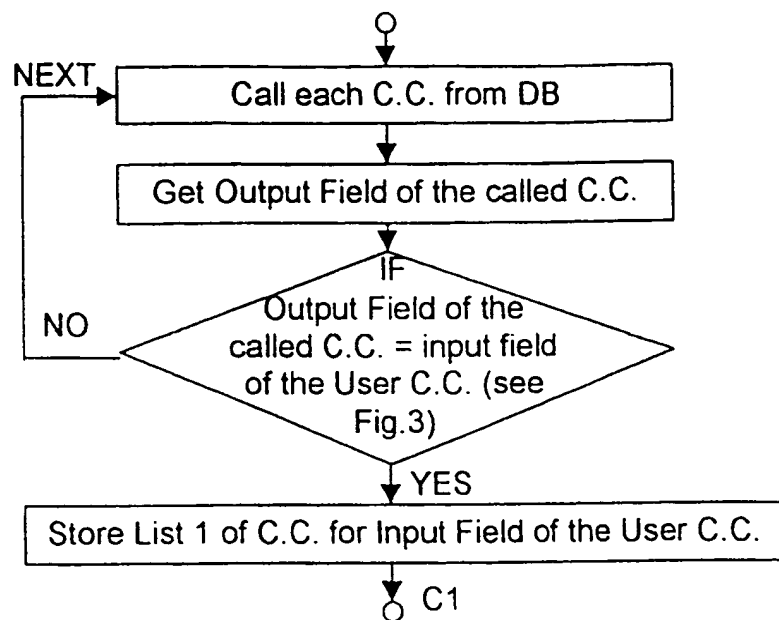 NEXT
Call each C.C. from DB
Get Output Field of the called C.C.
IF
Output Field of the
called C.C. = input field
of the User C.C. (see
Fig.3)
NO
YES
Store List 1 of C.C. for Input Field of the User C.C.
C1